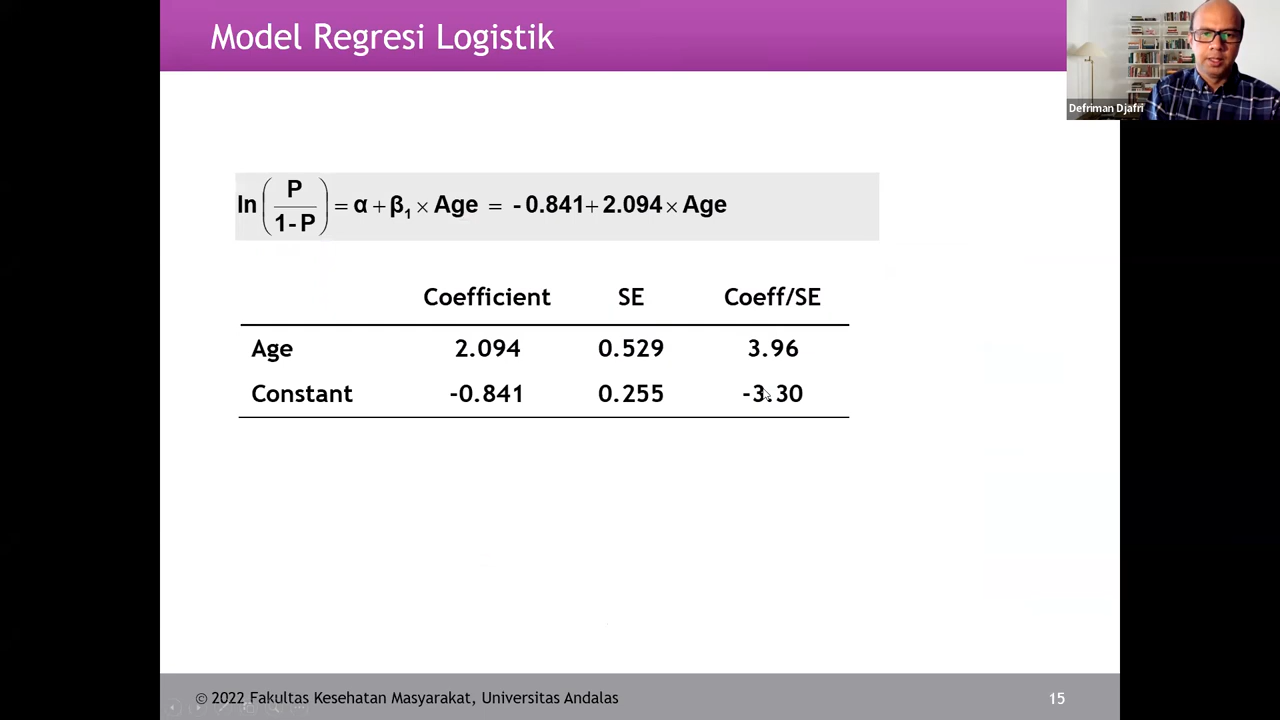 Model Regresi Logistik
Defriman Djafri
ln(P/1-P) = α + β₁ × Age = - 0.841+ 2.094 × Age
Coefficient SE Coeff/SE
Age 2.094 0.529 3.96
Constant -0.841 0.255 -3.30
© 2022 Fakultas Kesehatan Masyarakat, Universitas Andalas 15